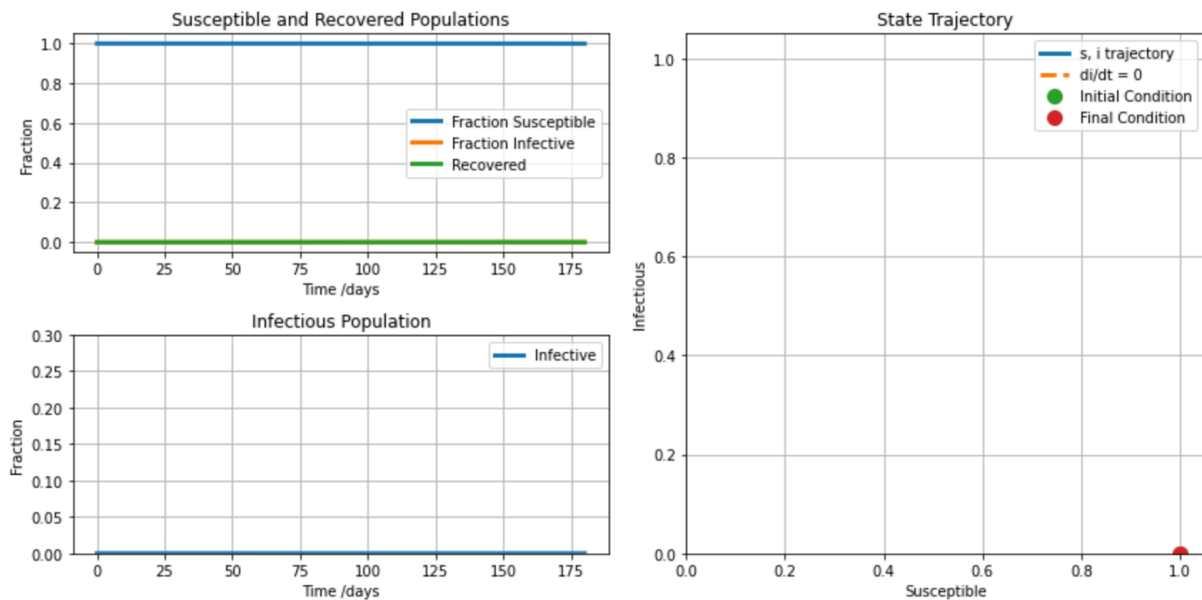 Susceptible and Recovered Populations
1.0
0.8
0.6
0.4
0.2
0.0
Fraction
Fraction Susceptible
Fraction Infective
Recovered
0 25 50 75 100 125 150 175
Time /days
Infectious Population
0.30
0.25
0.20
0.15
0.10
0.05
0.00
Fraction
Infective
0 25 50 75 100 125 150 175
Time /days
State Trajectory
1.0
0.8
0.6
0.4
0.2
0.0
Infectious
s, i trajectory
di/dt = 0
Initial Condition
Final Condition
0.0 0.2 0.4 0.6 0.8 1.0
Susceptible